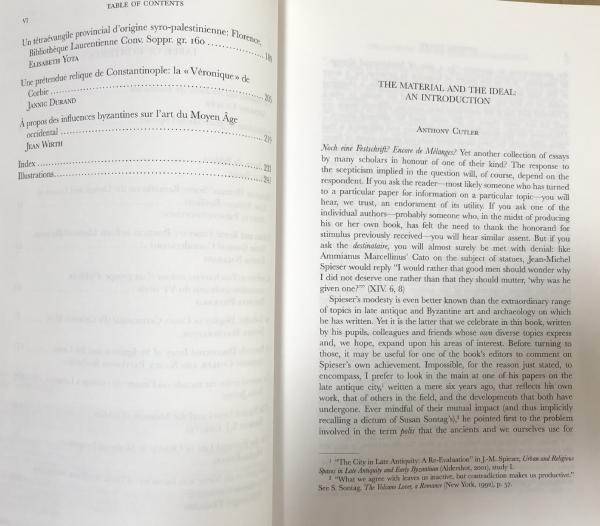 TABLE OF CONTENTS
VI
Un tétraévangile provincial d'origine syro-palestinienne: Florence,
Bibliothèque Laurentienne Conv. Soppr. gr. 160
ELISABETH YOTA
Une prétendue relique de Constantinople: la « Véronique » de
Corbie
JANNIC DURAND
À propos des influences byzantines sur l'art du Moyen Âge
occidental
JEAN WIRTH
Index
Illustrations
THE MATERIAL AND THE IDEAL:
AN INTRODUCTION
ANTHONY CUTLER
Noch eine Festschrift? Encore de Mélanges? Yet another collection of essays
by many scholars in honour of one of their kind? The response to
the scepticism implied in the question will, of course, depend on the
respondent. If you ask the reader—most likely someone who has turned
to a particular paper for information on a particular topic—you will
hear, we trust, an endorsement of its utility. If you ask one of the
individual authors—probably someone who, in the midst of producing
his or her own book, has felt the need to thank the honorand for
stimulus previously received—you will hear similar assent. But if you
ask the destinataire, you will almost surely be met with denial: like
Ammianus Marcellinus' Cato on the subject of statues, Jean-Michel
Spieser would reply "I would rather that good men should wonder why
I did not deserve one rather than that they should mutter, 'why was he
given one?'" (XIV. 6, 8)
Spieser's modesty is even better known than the extraordinary range
of topics in late antique and Byzantine art and archaeology on which
he has written. Yet it is the latter that we celebrate in this book, written
by his pupils, colleagues and friends whose own diverse topics express
and, we hope, expand upon his areas of interest. Before turning to
those, it may be useful for one of the book's editors to comment on
Spieser's own achievement. Impossible, for the reason just stated, to
encompass, I prefer to look in the main at one of his papers on the
late antique city,¹ written a mere six years ago, that reflects his own
work, that of others in the field, and the developments that both have
undergone. Ever mindful of their mutual impact (and thus implicitly
recalling a dictum of Susan Sontag's),² he pointed first to the problem
involved in the term polis that the ancients and we ourselves use for
¹ "The City in Late Antiquity: A Re-Evaluation" in J.-M. Spieser, Urban and Religious
Spaces in Late Antiquity and Early Byzantium (Aldershot, 2001), study I.
² "What we agree with leaves us inactive, but contradiction makes us productive."
See S. Sontag, The Volcano Lover, a Romance (New York, 1992), p. 57.